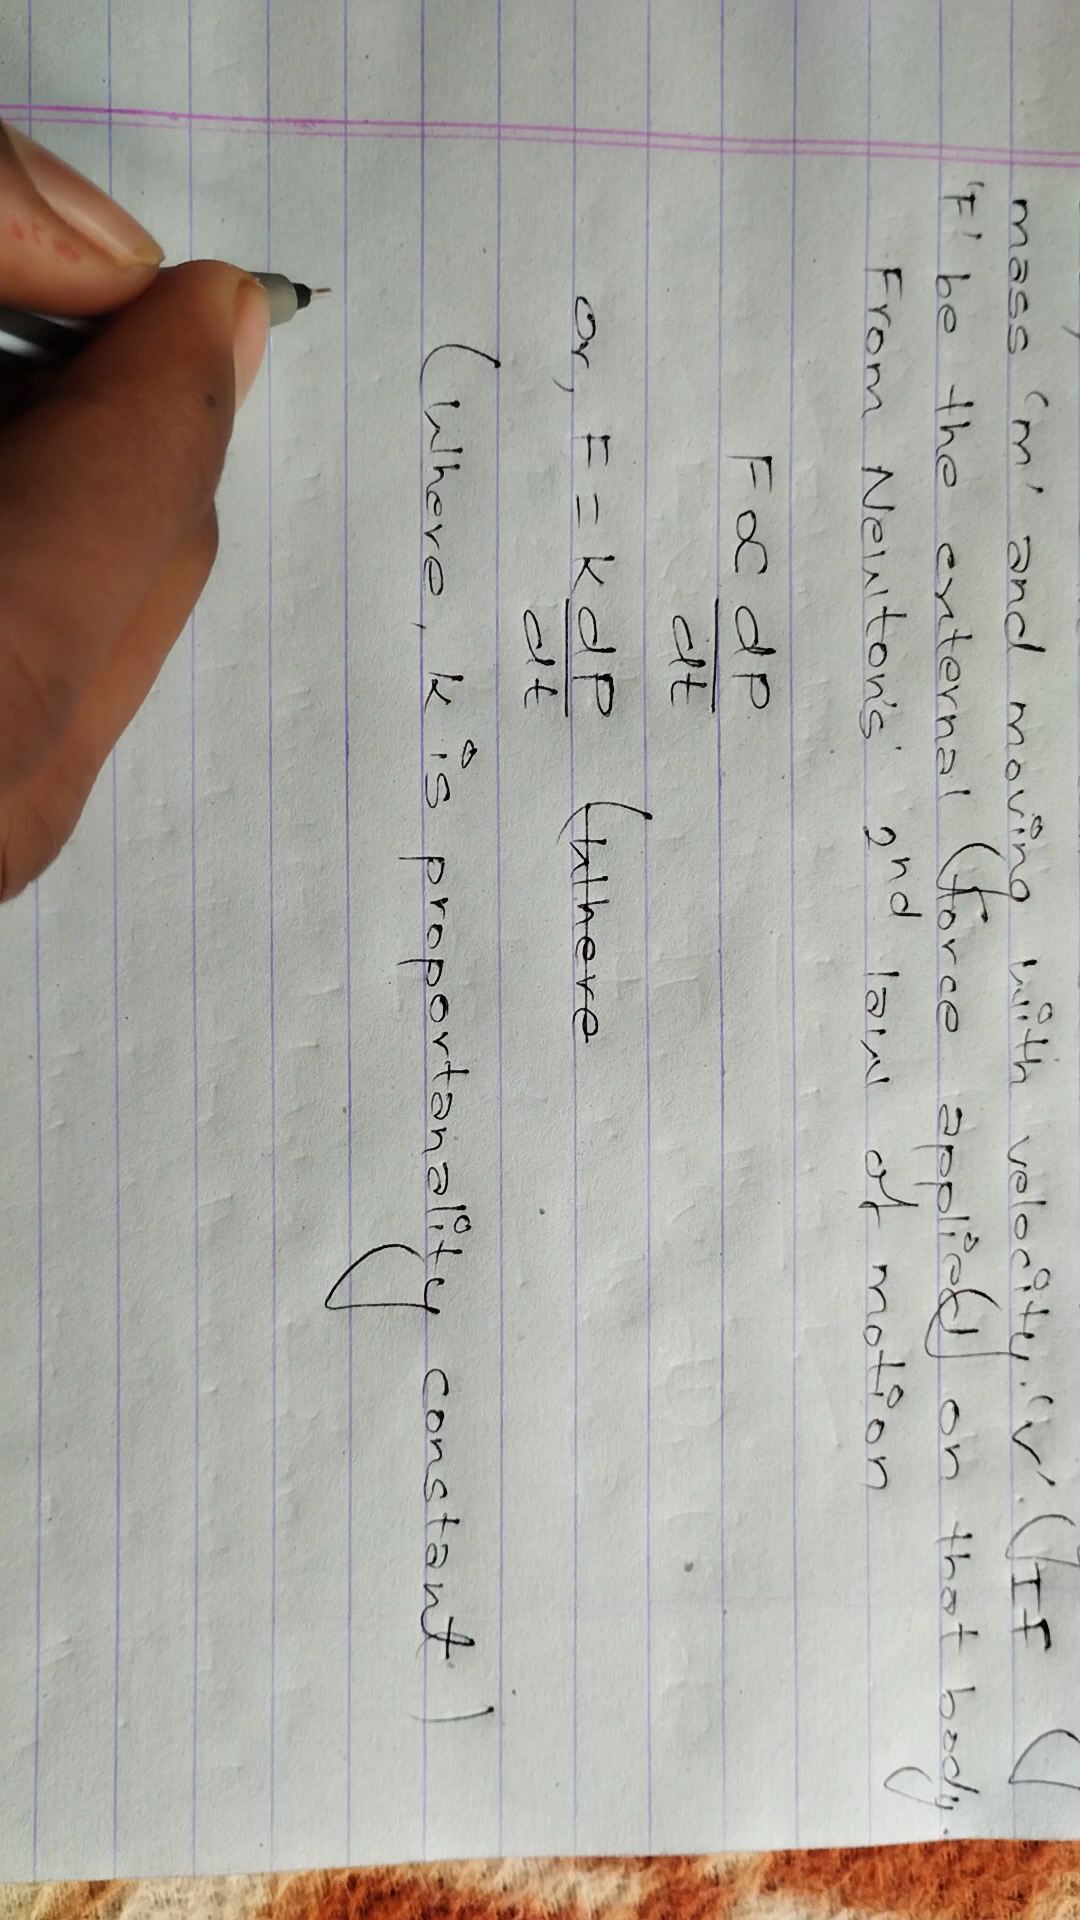 mass 'm' and moving with velocity 'v'. If
'F' be the external force applied on that body.
From Newton's 2nd law of motion
F ∝ dP/dt
or, F = k dP/dt (where
(where, k is proportanality constant)